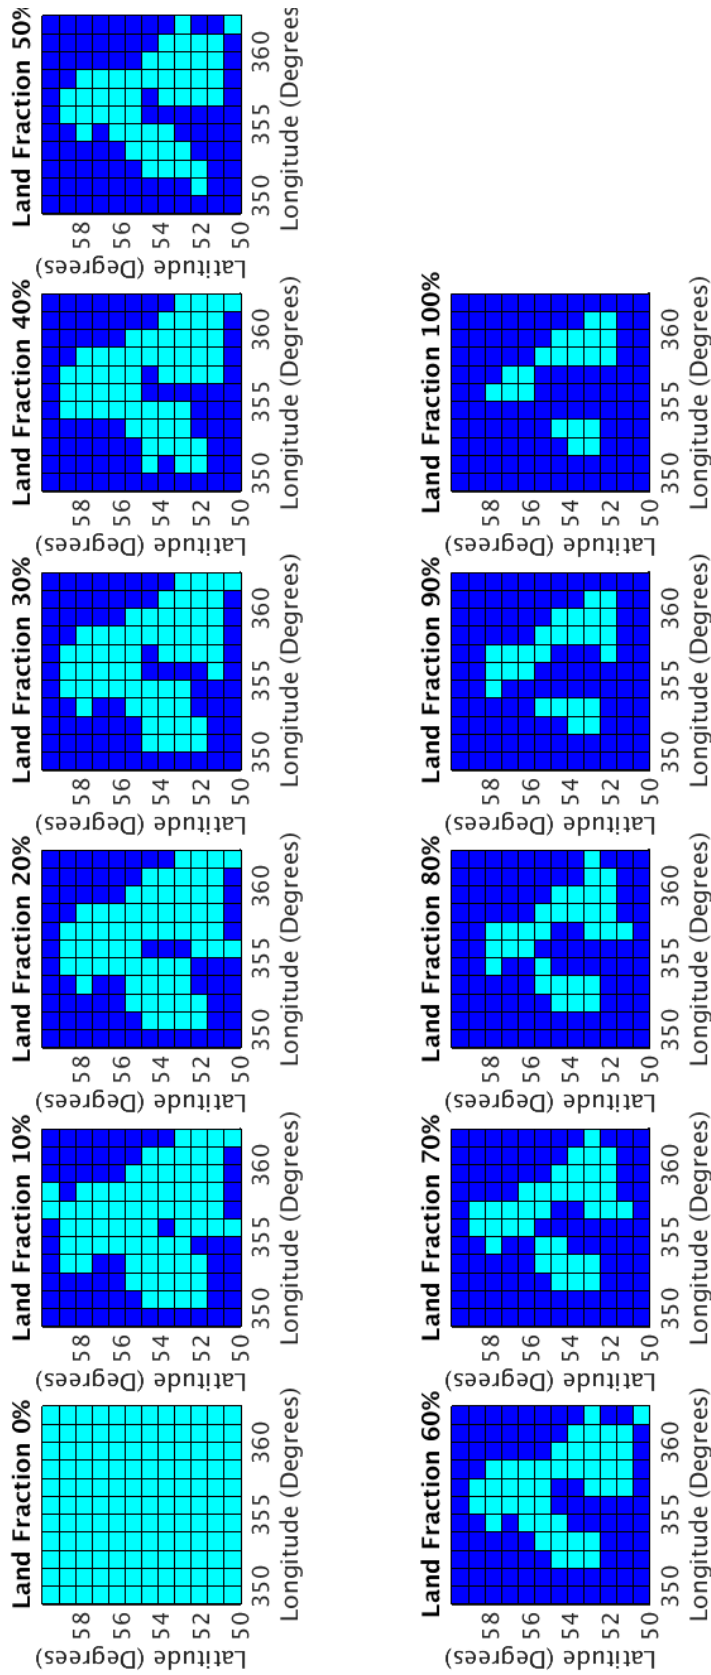 Land Fraction 0%
58
56
54
52
50
Latitude (Degrees)
350 355 360
Longitude (Degrees)
Land Fraction 10%
58
56
54
52
50
Latitude (Degrees)
350 355 360
Longitude (Degrees)
Land Fraction 20%
58
56
54
52
50
Latitude (Degrees)
350 355 360
Longitude (Degrees)
Land Fraction 30%
58
56
54
52
50
Latitude (Degrees)
350 355 360
Longitude (Degrees)
Land Fraction 40%
58
56
54
52
50
Latitude (Degrees)
350 355 360
Longitude (Degrees)
Land Fraction 50%
58
56
54
52
50
Latitude (Degrees)
350 355 360
Longitude (Degrees)
Land Fraction 60%
58
56
54
52
50
Latitude (Degrees)
350 355 360
Longitude (Degrees)
Land Fraction 70%
58
56
54
52
50
Latitude (Degrees)
350 355 360
Longitude (Degrees)
Land Fraction 80%
58
56
54
52
50
Latitude (Degrees)
350 355 360
Longitude (Degrees)
Land Fraction 90%
58
56
54
52
50
Latitude (Degrees)
350 355 360
Longitude (Degrees)
Land Fraction 100%
58
56
54
52
50
Latitude (Degrees)
350 355 360
Longitude (Degrees)